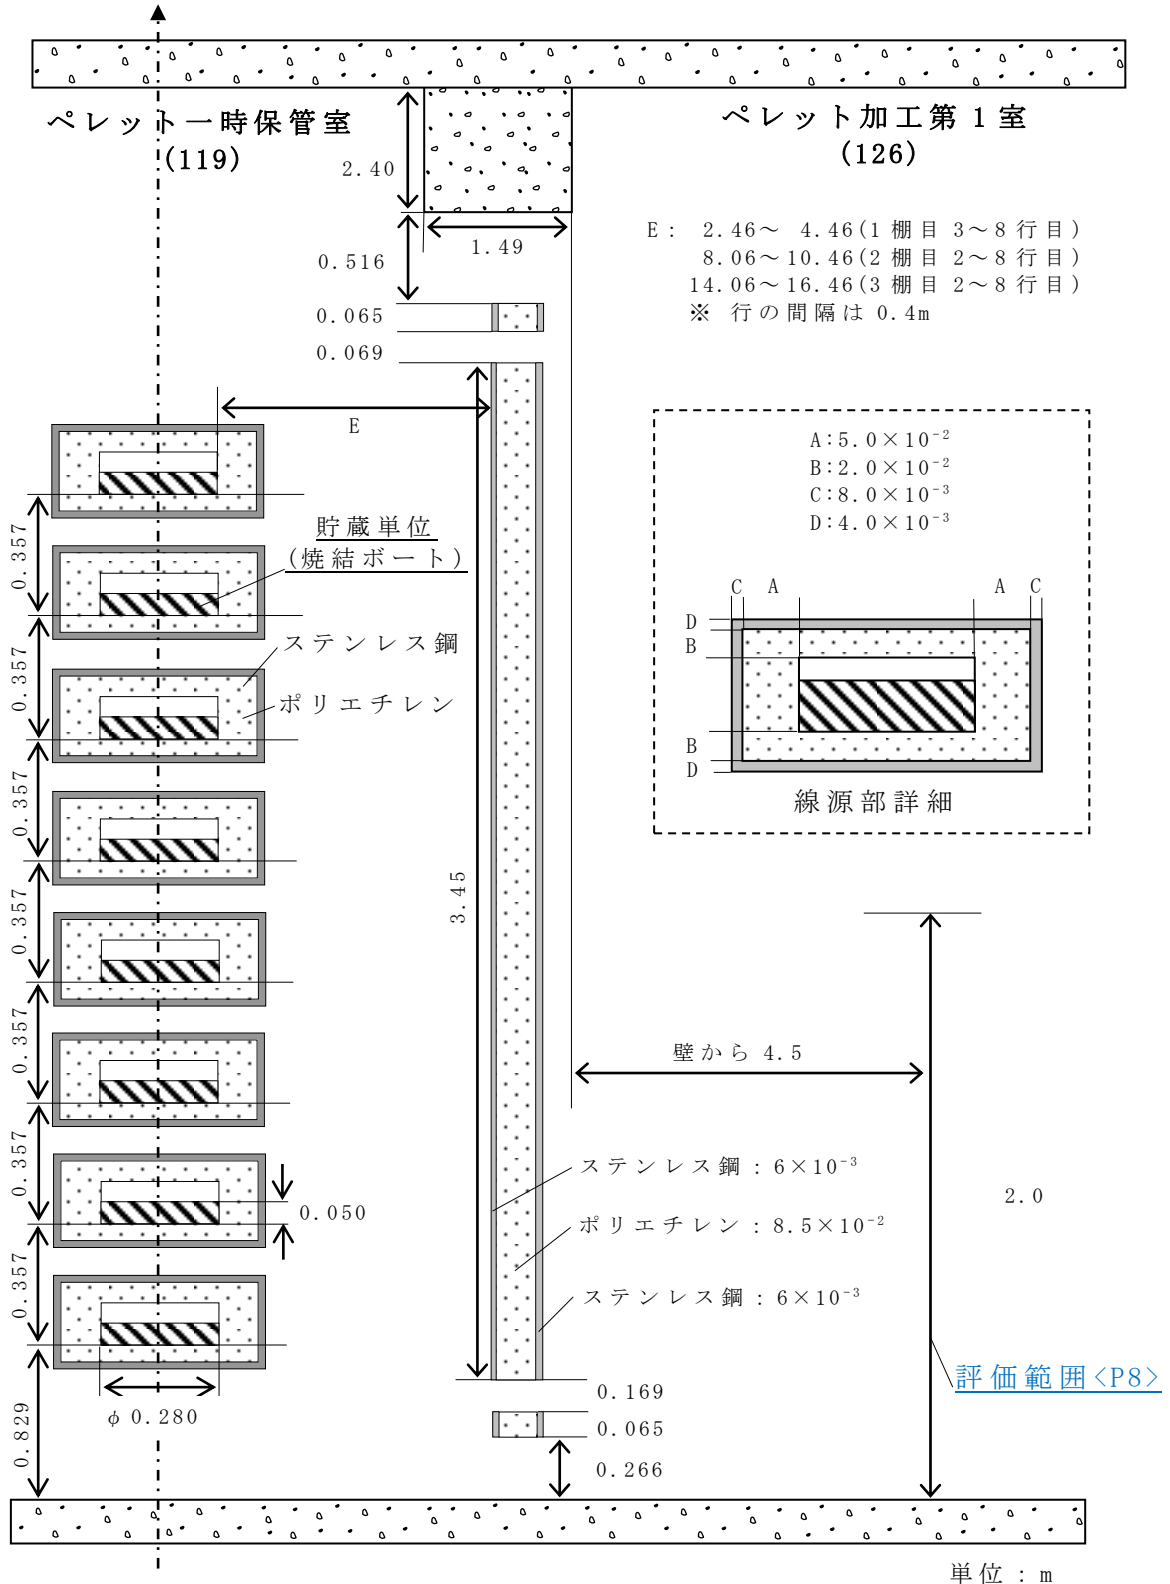 ペレット一時保管室
(119)
ペレット加工第1室
(126)
2.40
1.49
0.516
0.065
0.069
E: 2.46～ 4.46(1棚目 3～8行目)
8.06～10.46(2棚目 2～8行目)
14.06～16.46(3棚目 2～8行目)
※ 行の間隔は 0.4m
E
A:5.0×10⁻²
B:2.0×10⁻²
C:8.0×10⁻³
D:4.0×10⁻³
C A A C
D
B
B
D
線源部詳細
貯蔵単位
(焼結ボート)
ステンレス鋼
ポリエチレン
0.357
0.357
0.357
0.357
0.357
0.357
0.357
0.829
3.45
壁から 4.5
0.050
φ0.280
ステンレス鋼：6×10⁻³
ポリエチレン：8.5×10⁻²
ステンレス鋼：6×10⁻³
2.0
評価範囲<P8>
0.169
0.065
0.266
単位：m